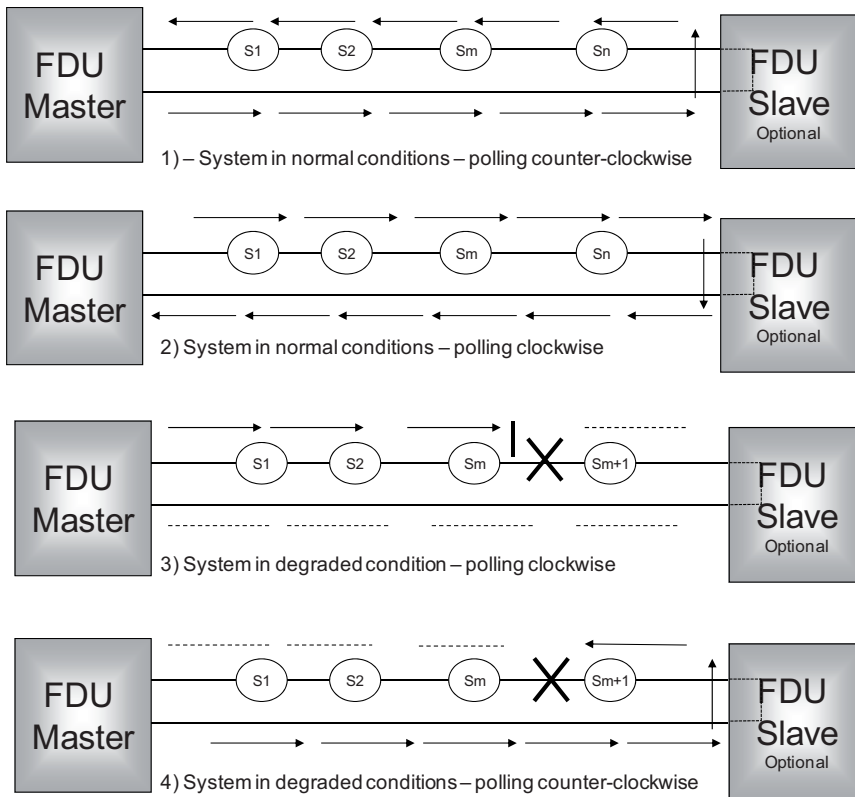 FDU
Master
S1
S2
Sm
Sn
FDU
Slave
Optional
1) – System in normal conditions – polling counter-clockwise
FDU
Master
S1
S2
Sm
Sn
FDU
Slave
Optional
2) System in normal conditions – polling clockwise
FDU
Master
S1
S2
Sm
Sm+1
FDU
Slave
Optional
3) System in degraded condition – polling clockwise
FDU
Master
S1
S2
Sm
Sm+1
FDU
Slave
Optional
4) System in degraded conditions – polling counter-clockwise